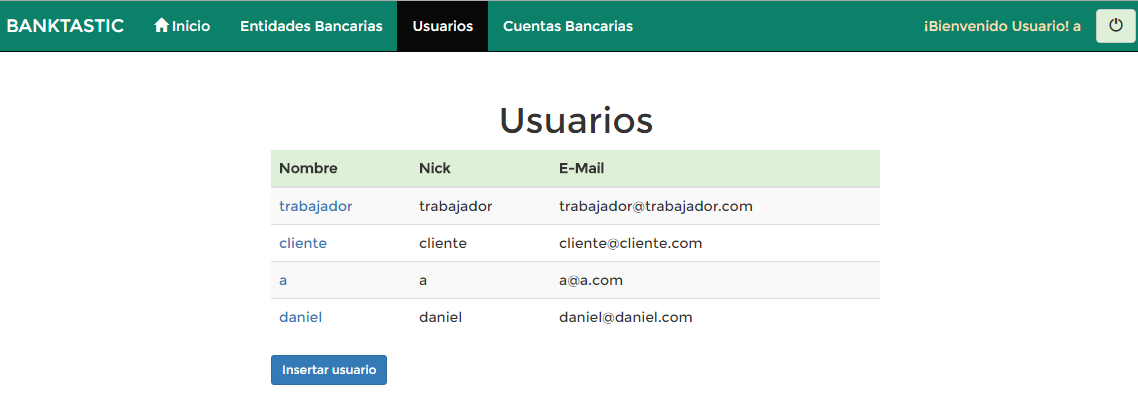 BANKTASTIC Inicio Entidades Bancarias Usuarios Cuentas Bancarias ¡Bienvenido Usuario! a
Usuarios
Nombre Nick E-Mail
trabajador trabajador trabajador@trabajador.com
cliente cliente cliente@cliente.com
a a a@a.com
daniel daniel daniel@daniel.com
Insertar usuario